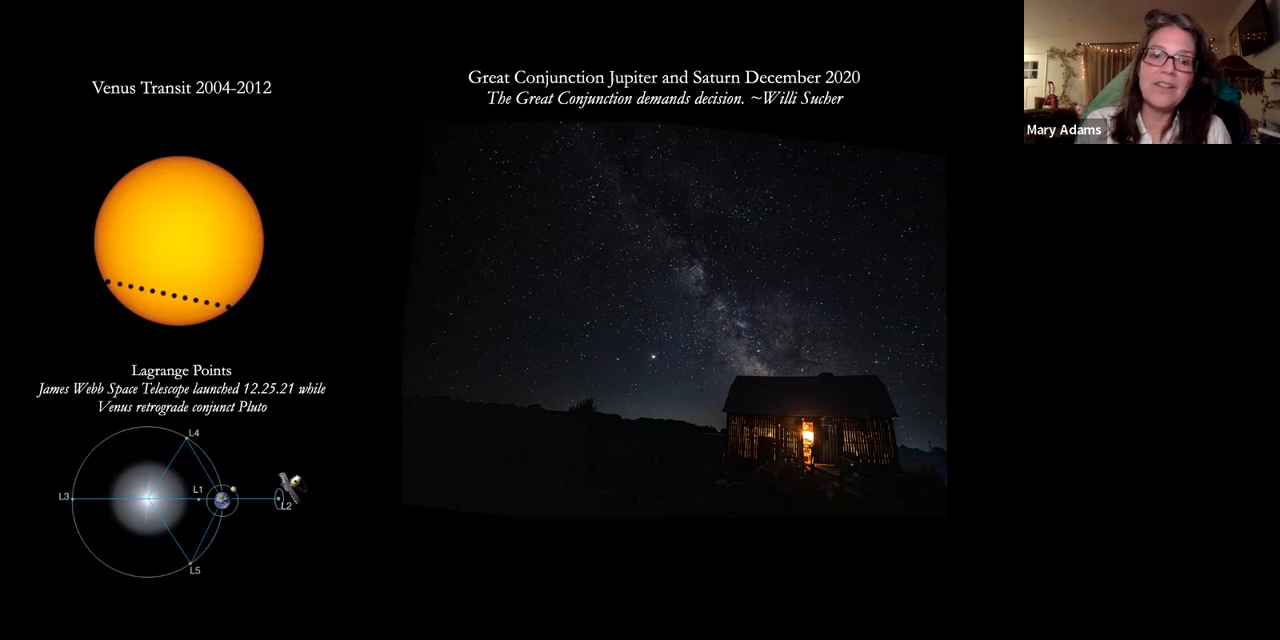 Venus Transit 2004-2012
Great Conjunction Jupiter and Saturn December 2020
The Great Conjunction demands decision. ~Willi Sucher
Mary Adams
Lagrange Points
James Webb Space Telescope launched 12.25.21 while
Venus retrograde conjunct Pluto
L4
L3
L1
L2
L5